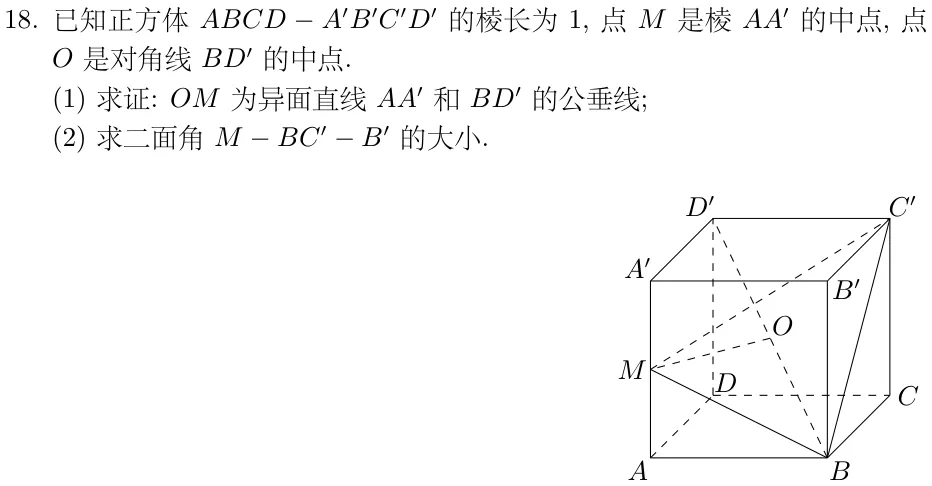 18. 已知正方体 ABCD − A′B′C′D′ 的棱长为 1, 点 M 是棱 AA′ 的中点, 点
O 是对角线 BD′ 的中点.
(1) 求证: OM 为异面直线 AA′ 和 BD′ 的公垂线;
(2) 求二面角 M − BC′ − B′ 的大小.
D′
C′
A′
B′
O
M
D
C
A
B